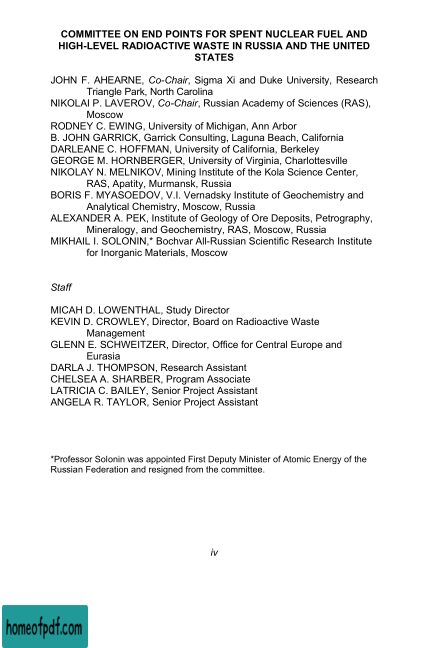 COMMITTEE ON END POINTS FOR SPENT NUCLEAR FUEL AND
HIGH-LEVEL RADIOACTIVE WASTE IN RUSSIA AND THE UNITED
STATES
JOHN F. AHEARNE, Co-Chair, Sigma Xi and Duke University, Research
Triangle Park, North Carolina
NIKOLAI P. LAVEROV, Co-Chair, Russian Academy of Sciences (RAS),
Moscow
RODNEY C. EWING, University of Michigan, Ann Arbor
B. JOHN GARRICK, Garrick Consulting, Laguna Beach, California
DARLEANE C. HOFFMAN, University of California, Berkeley
GEORGE M. HORNBERGER, University of Virginia, Charlottesville
NIKOLAY N. MELNIKOV, Mining Institute of the Kola Science Center,
RAS, Apatity, Murmansk, Russia
BORIS F. MYASOEDOV, V.I. Vernadsky Institute of Geochemistry and
Analytical Chemistry, Moscow, Russia
ALEXANDER A. PEK, Institute of Geology of Ore Deposits, Petrography,
Mineralogy, and Geochemistry, RAS, Moscow, Russia
MIKHAIL I. SOLONIN,* Bochvar All-Russian Scientific Research Institute
for Inorganic Materials, Moscow
Staff
MICAH D. LOWENTHAL, Study Director
KEVIN D. CROWLEY, Director, Board on Radioactive Waste
Management
GLENN E. SCHWEITZER, Director, Office for Central Europe and
Eurasia
DARLA J. THOMPSON, Research Assistant
CHELSEA A. SHARBER, Program Associate
LATRICIA C. BAILEY, Senior Project Assistant
ANGELA R. TAYLOR, Senior Project Assistant
*Professor Solonin was appointed First Deputy Minister of Atomic Energy of the
Russian Federation and resigned from the committee.
iv
homeofpdf.com